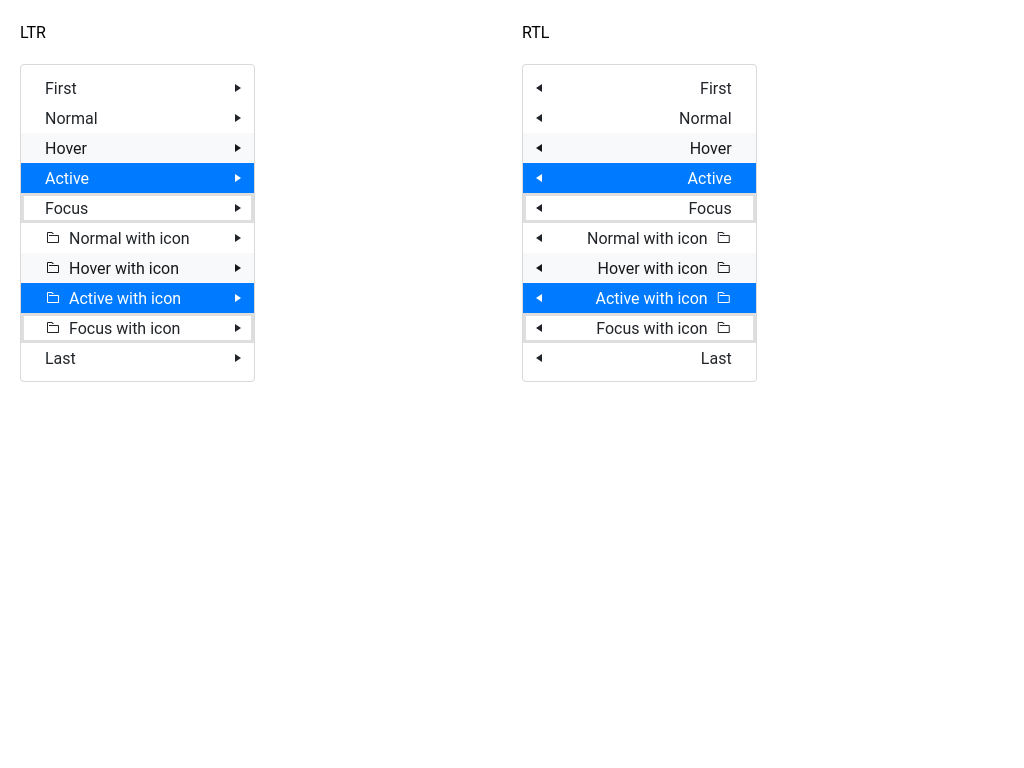 LTR
First
Normal
Hover
Active
Focus
Normal with icon
Hover with icon
Active with icon
Focus with icon
Last
RTL
First
Normal
Hover
Active
Focus
Normal with icon
Hover with icon
Active with icon
Focus with icon
Last